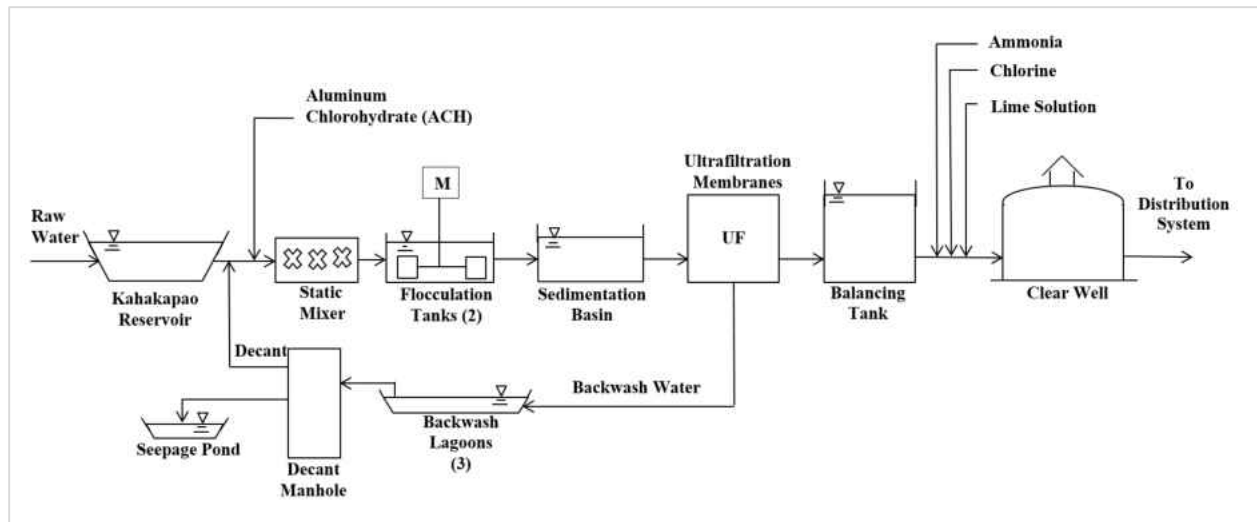 Ammonia
Chlorine
Lime Solution
Aluminum
Chlorohydrate (ACH)
M
Ultrafiltration
Membranes
UF
To
Distribution
System
Raw
Water
Kahakapao
Reservoir
Static
Mixer
Flocculation
Tanks (2)
Sedimentation
Basin
Balancing
Tank
Clear Well
Decant
Backwash Water
Seepage Pond
Decant
Manhole
Backwash
Lagoons
(3)